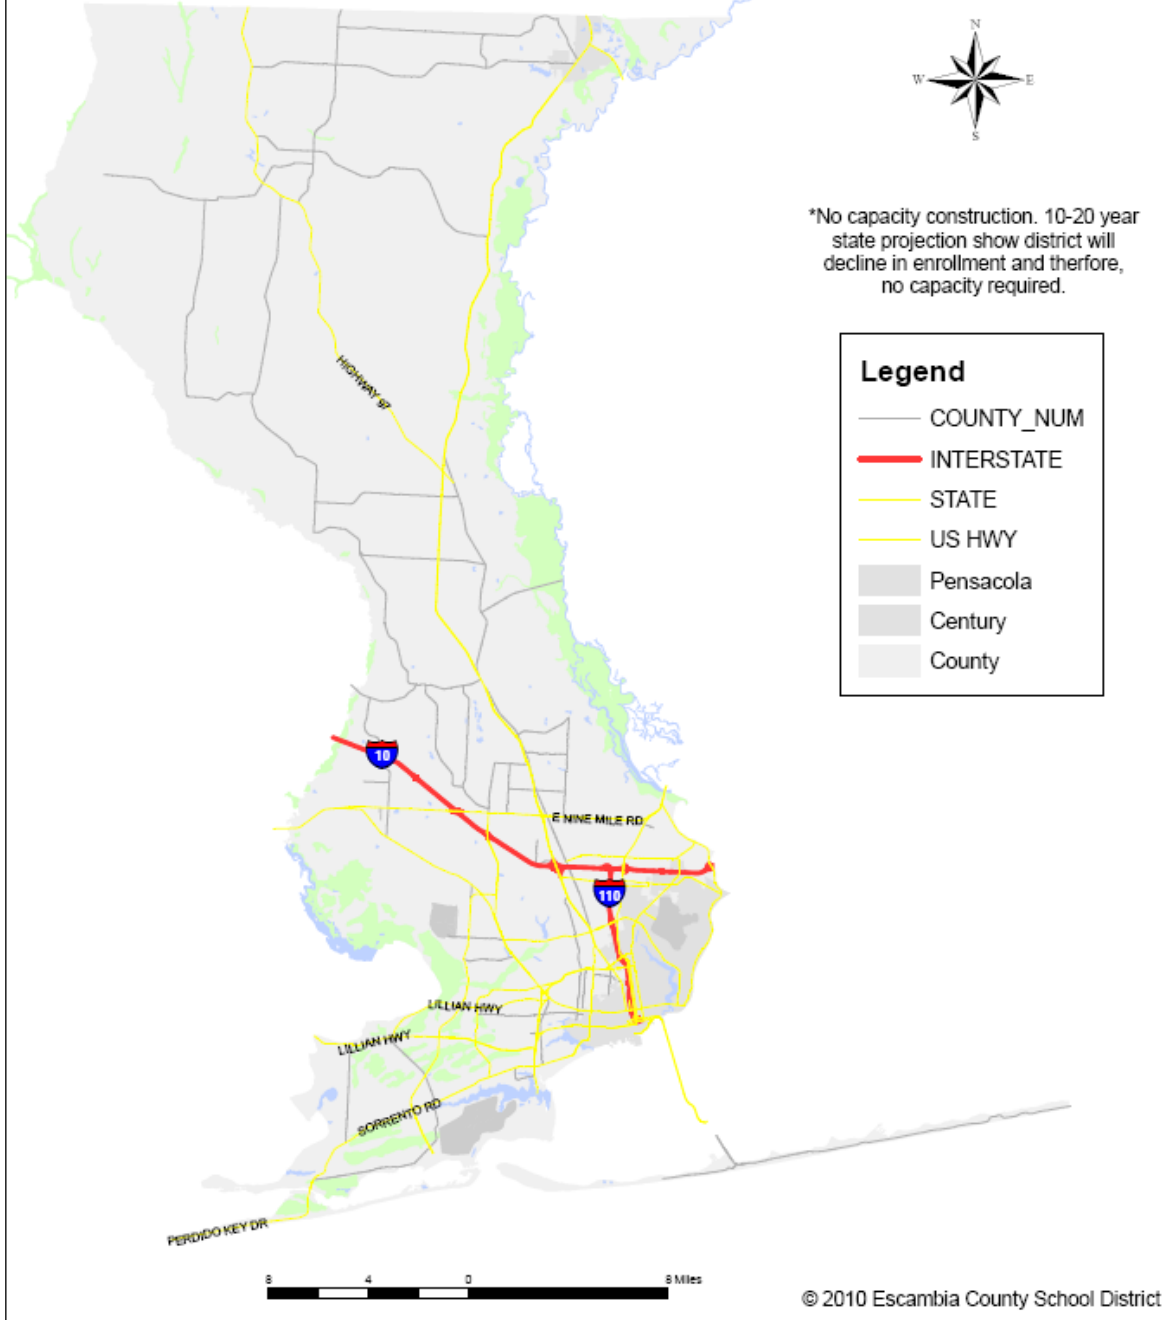 N
W
E
S
*No capacity construction. 10-20 year
state projection show district will
decline in enrollment and therfore,
no capacity required.
Legend
COUNTY_NUM
INTERSTATE
STATE
US HWY
Pensacola
Century
County
HIGHWAY 97
10
E NINE MILE RD
110
LILLIAN HWY
LILLIAN HWY
SORRENTO RD
PERDIDO KEY DR
8 4 0 8 Miles
© 2010 Escambia County School District